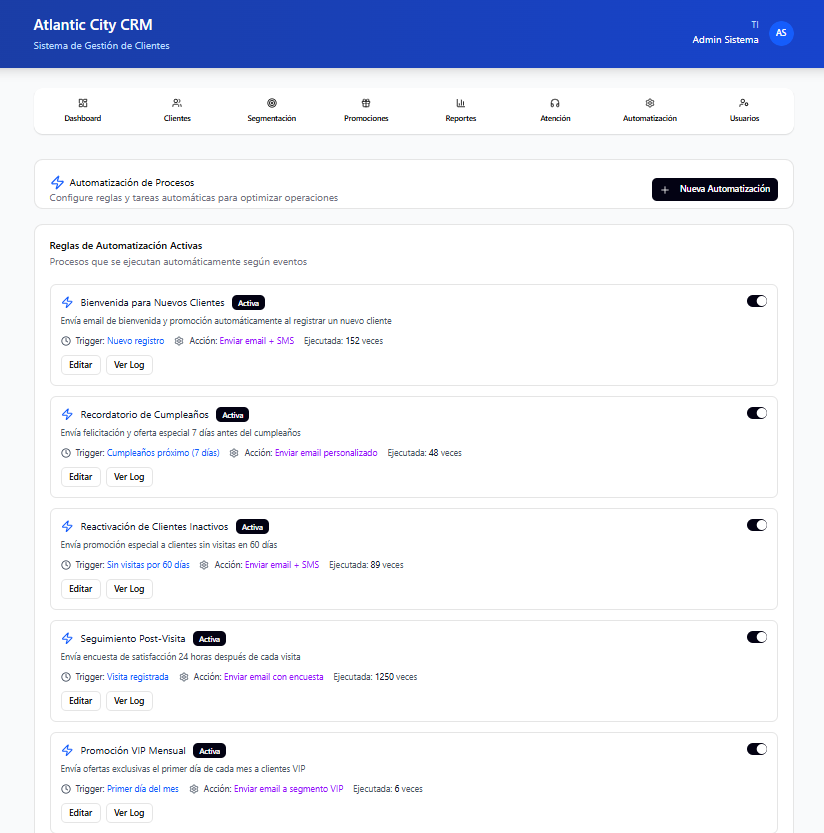 Atlantic City CRM
Sistema de Gestión de Clientes
TI
Admin Sistema
AS
Dashboard
Clientes
Segmentación
Promociones
Reportes
Atención
Automatización
Usuarios
Automatización de Procesos
Configure reglas y tareas automáticas para optimizar operaciones
+ Nueva Automatización
Reglas de Automatización Activas
Procesos que se ejecutan automáticamente según eventos
Bienvenida para Nuevos Clientes Activa
Envía email de bienvenida y promoción automáticamente al registrar un nuevo cliente
Trigger: Nuevo registro Acción: Enviar email + SMS Ejecutada: 152 veces
Editar Ver Log
Recordatorio de Cumpleaños Activa
Envía felicitación y oferta especial 7 días antes del cumpleaños
Trigger: Cumpleaños próximo (7 días) Acción: Enviar email personalizado Ejecutada: 48 veces
Editar Ver Log
Reactivación de Clientes Inactivos Activa
Envía promoción especial a clientes sin visitas en 60 días
Trigger: Sin visitas por 60 días Acción: Enviar email + SMS Ejecutada: 89 veces
Editar Ver Log
Seguimiento Post-Visita Activa
Envía encuesta de satisfacción 24 horas después de cada visita
Trigger: Visita registrada Acción: Enviar email con encuesta Ejecutada: 1250 veces
Editar Ver Log
Promoción VIP Mensual Activa
Envía ofertas exclusivas el primer día de cada mes a clientes VIP
Trigger: Primer día del mes Acción: Enviar email a segmento VIP Ejecutada: 6 veces
Editar Ver Log